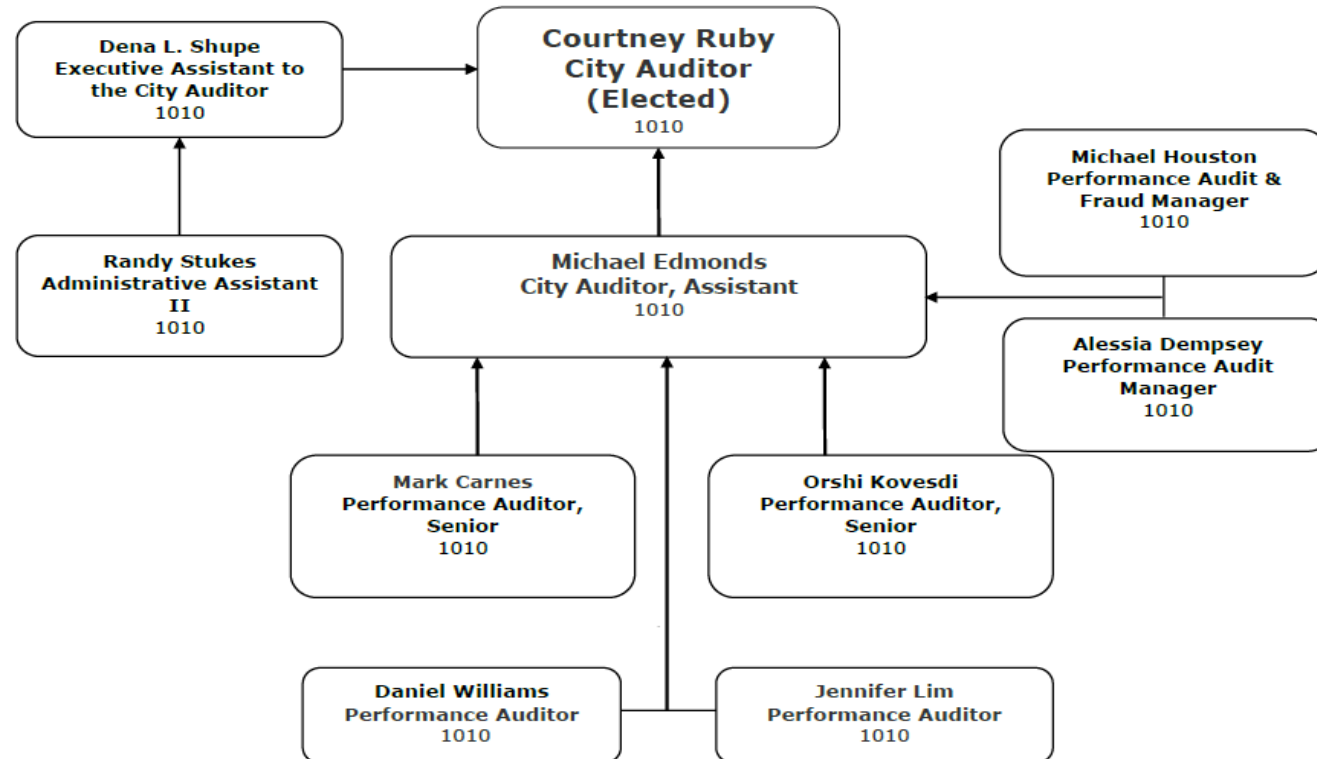 Dena L. Shupe
Executive Assistant to
the City Auditor
1010
Courtney Ruby
City Auditor
(Elected)
1010
Michael Houston
Performance Audit &
Fraud Manager
1010
Randy Stukes
Administrative Assistant
II
1010
Michael Edmonds
City Auditor, Assistant
1010
Alessia Dempsey
Performance Audit
Manager
1010
Mark Carnes
Performance Auditor,
Senior
1010
Orshi Kovesdi
Performance Auditor,
Senior
1010
Daniel Williams
Performance Auditor
1010
Jennifer Lim
Performance Auditor
1010